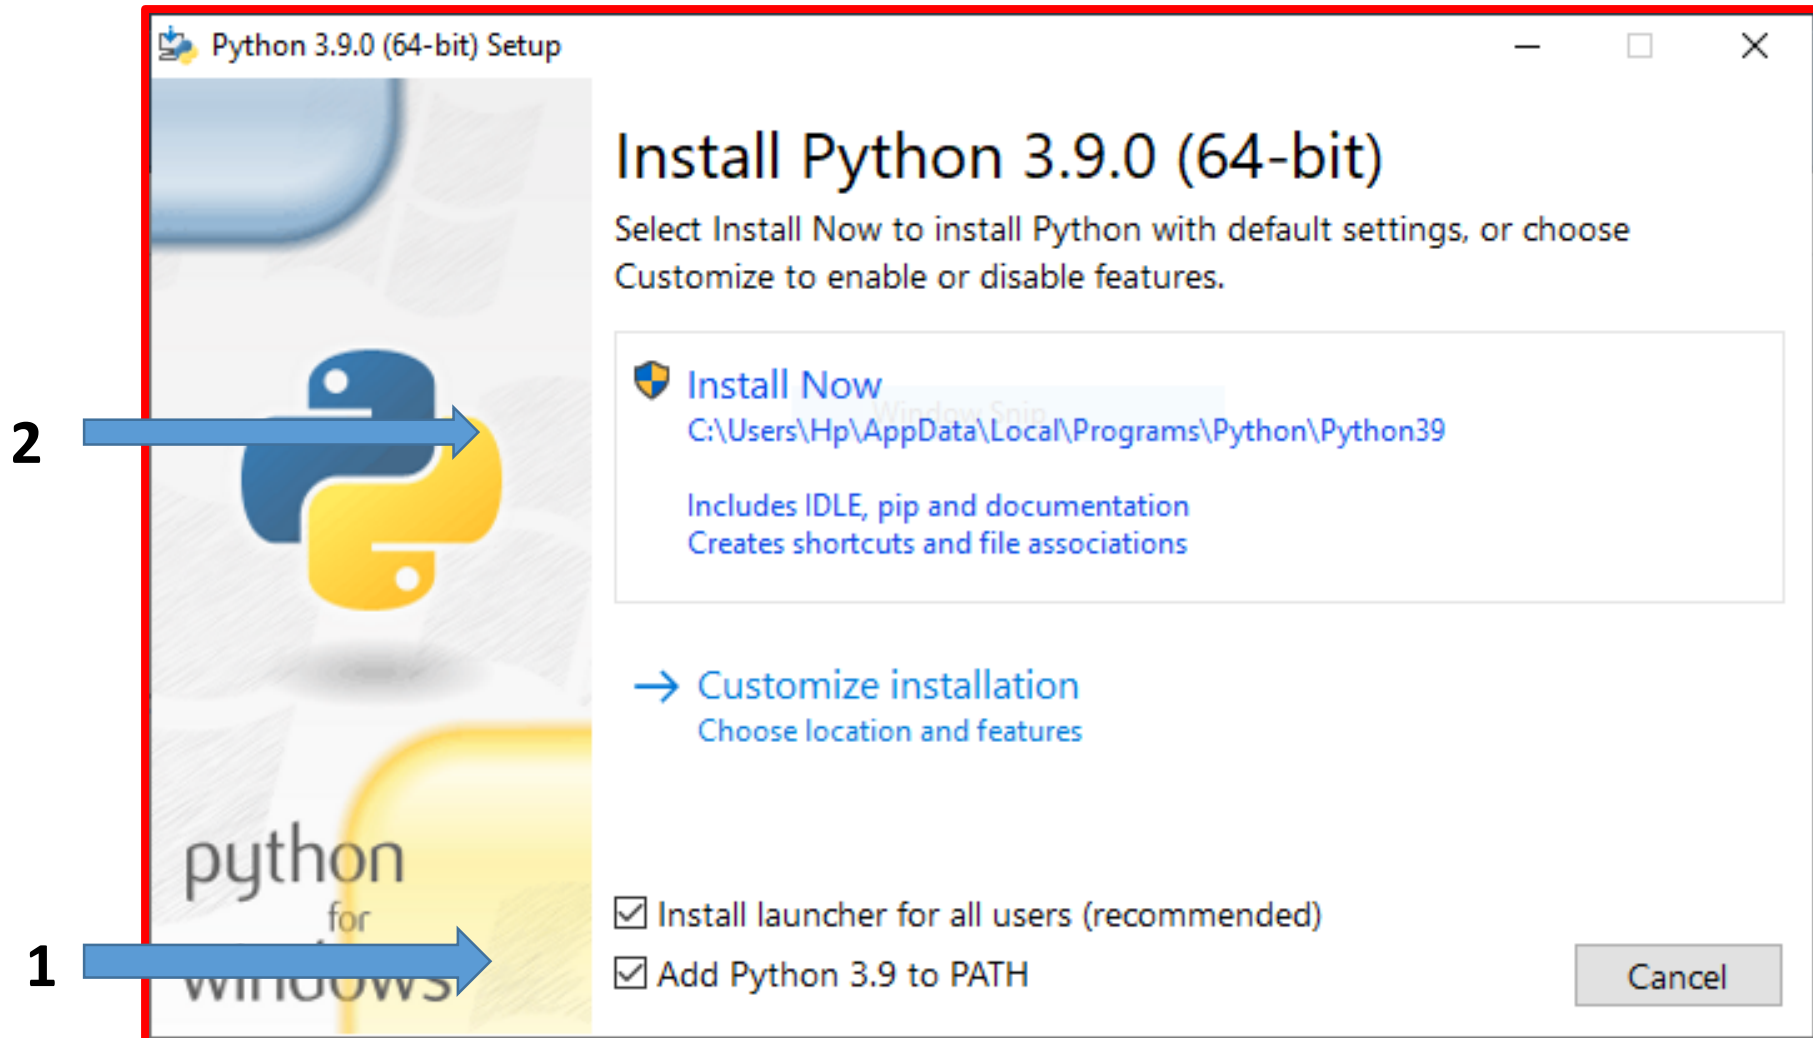 Python 3.9.0 (64-bit) Setup
Install Python 3.9.0 (64-bit)
Select Install Now to install Python with default settings, or choose
Customize to enable or disable features.
Install Now
Window Snip
C:\Users\Hp\AppData\Local\Programs\Python\Python39
2
Includes IDLE, pip and documentation
Creates shortcuts and file associations
Customize installation
Choose location and features
python
for
windows
Install launcher for all users (recommended)
1
Add Python 3.9 to PATH
Cancel